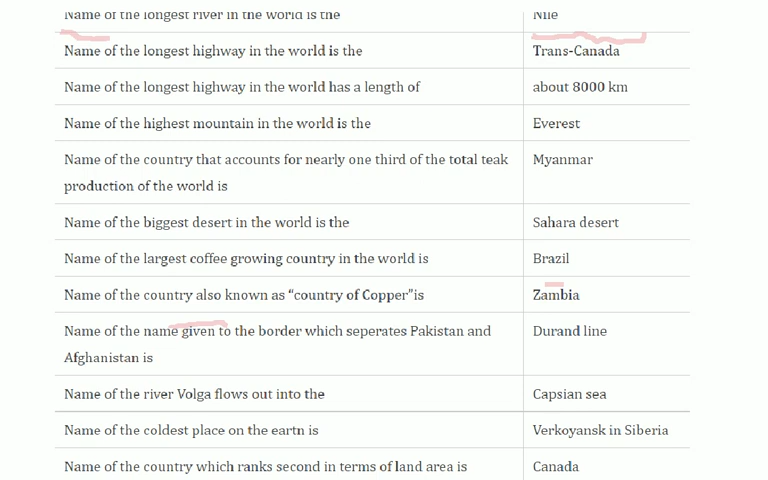 Name of the longest river in the world is the Nile
Name of the longest highway in the world is the Trans-Canada
Name of the longest highway in the world has a length of about 8000 km
Name of the highest mountain in the world is the Everest
Name of the country that accounts for nearly one third of the total teak Myanmar
production of the world is
Name of the biggest desert in the world is the Sahara desert
Name of the largest coffee growing country in the world is Brazil
Name of the country also known as “country of Copper”is Zambia
Name of the name given to the border which seperates Pakistan and Durand line
Afghanistan is
Name of the river Volga flows out into the Capsian sea
Name of the coldest place on the eartn is Verkoyansk in Siberia
Name of the country which ranks second in terms of land area is Canada